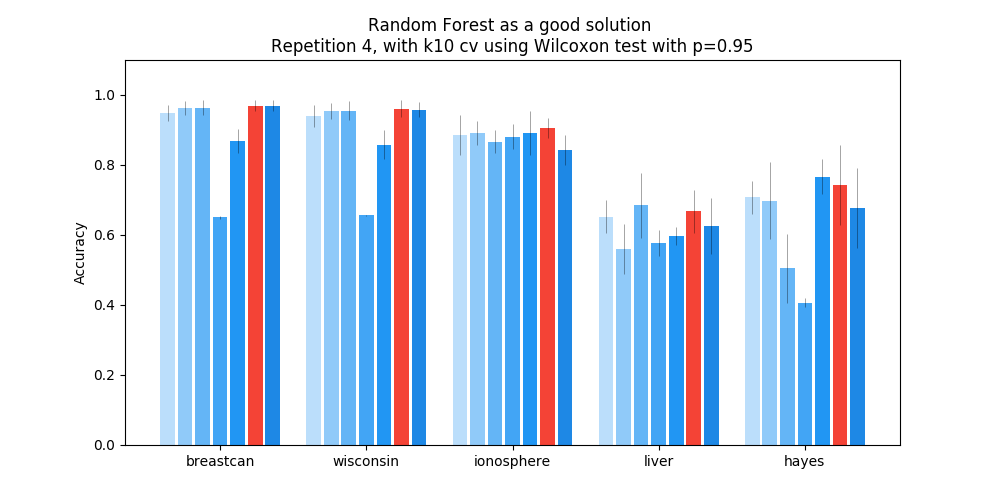 Random Forest as a good solution
Repetition 4, with k10 cv using Wilcoxon test with p=0.95
1.0
0.8
0.6
0.4
0.2
0.0
Accuracy
breastcan wisconsin ionosphere liver hayes